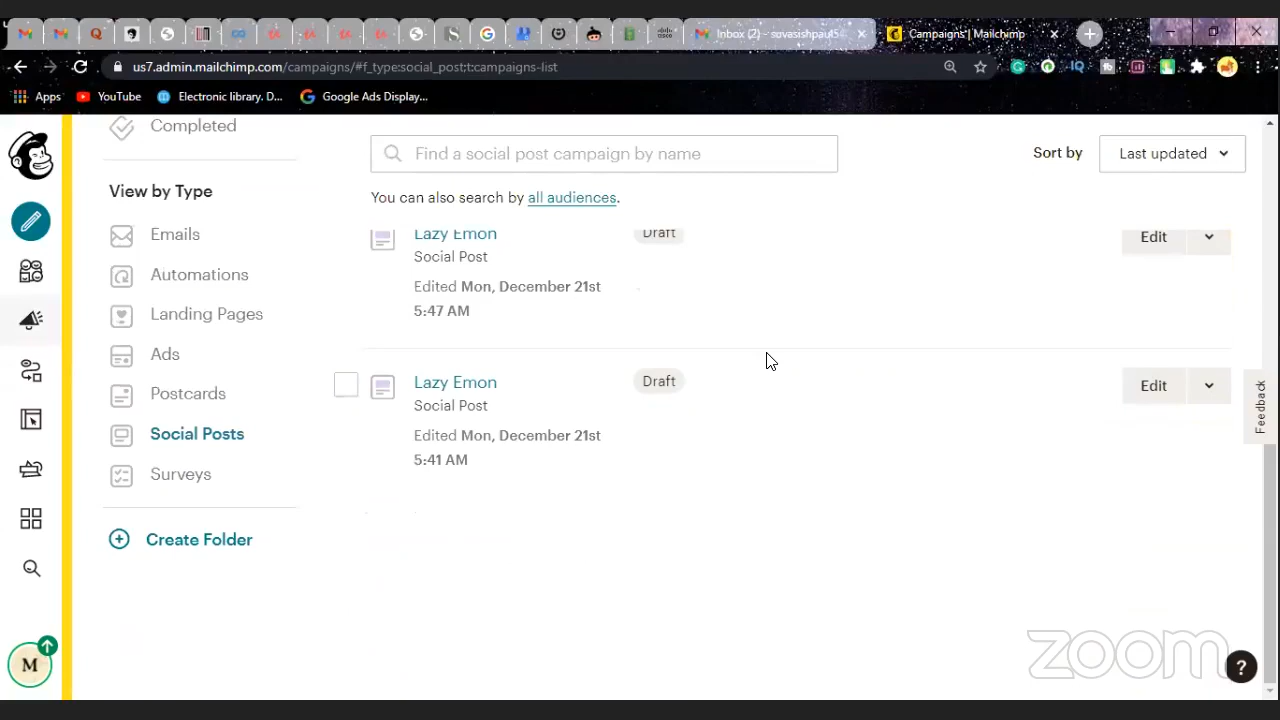 Inbox (2) - suvasishpaul54
Campaigns | Mailchimp
us7.admin.mailchimp.com/campaigns/#f_type:social_post;t:campaigns-list
Apps
YouTube
Electronic library. D...
Google Ads Display...
Completed
View by Type
Emails
Automations
Landing Pages
Ads
Postcards
Social Posts
Surveys
Create Folder
Find a social post campaign by name
Sort by
Last updated
You can also search by all audiences.
Lazy Emon
Draft
Edit
Social Post
Edited Mon, December 21st
5:47 AM
Lazy Emon
Draft
Edit
Social Post
Edited Mon, December 21st
5:41 AM
Feedback
M
zoom
?